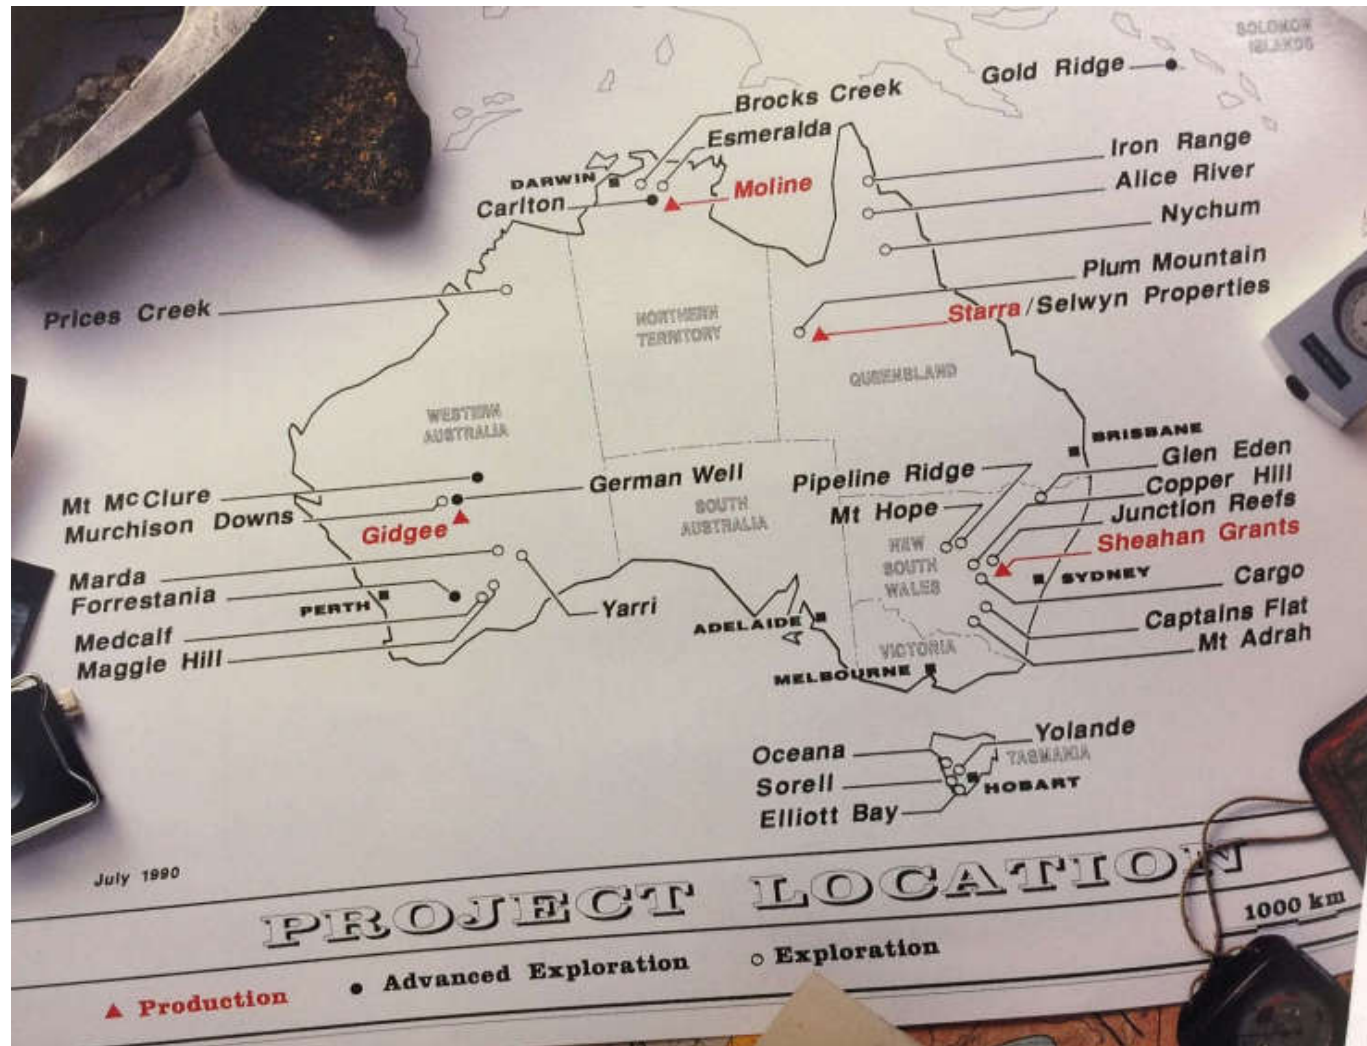 SOLOMON
ISLANDS
Gold Ridge
Brocks Creek
Esmeralda
DARWIN
Carlton
Moline
Iron Range
Alice River
Nychum
Plum Mountain
Starra/Selwyn Properties
Prices Creek
NORTHERN
TERRITORY
QUEENSLAND
WESTERN
AUSTRALIA
BRISBANE
Glen Eden
Copper Hill
Junction Reefs
Sheahan Grants
Pipeline Ridge
Mt Hope
German Well
Mt McClure
Murchison Downs
Gidgee
SOUTH
AUSTRALIA
NEW
SOUTH
WALES
SYDNEY
Cargo
Captains Flat
Mt Adrah
Marda
Forrestania
PERTH
Medcalf
Maggie Hill
Yarri
ADELAIDE
VICTORIA
MELBOURNE
Oceana
Yolande
TASMANIA
Sorell
HOBART
Elliott Bay
July 1990
PROJECT LOCATION
1000 km
Production
Advanced Exploration
Exploration